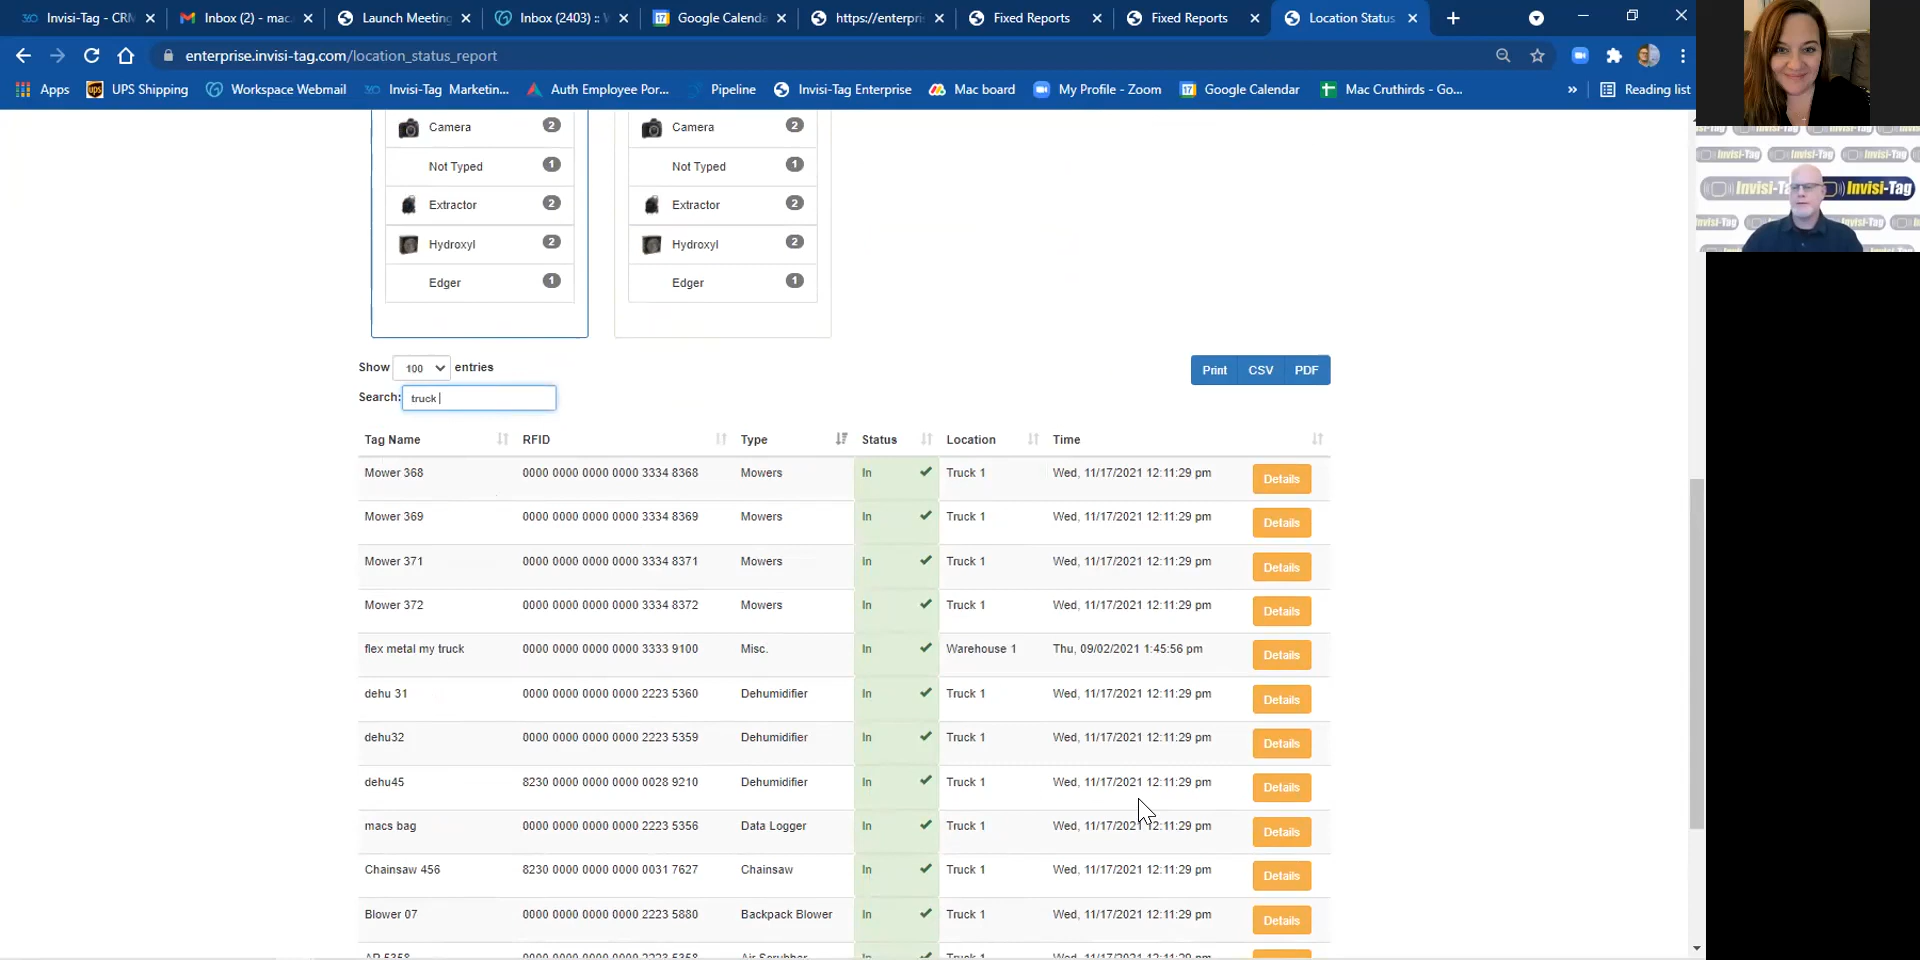 Invisi-Tag - CRM
Inbox (2) - mac.
Launch Meeting
Inbox (2403) ::
Google Calenda
https://enterpri
Fixed Reports
Fixed Reports
Location Status
enterprise.invisi-tag.com/location_status_report
Apps
UPS Shipping
Workspace Webmail
Invisi-Tag Marketin...
Auth Employee Por...
Pipeline
Invisi-Tag Enterprise
Mac board
My Profile - Zoom
Google Calendar
Mac Cruthirds - Go...
»
Reading list
Camera 2 Camera 2
Not Typed 1 Not Typed 1
Extractor 2 Extractor 2
Hydroxyl 2 Hydroxyl 2
Edger 1 Edger 1
Show 100 entries
Print CSV PDF
Search: truck
Tag Name RFID Type Status Location Time
Mower 368 0000 0000 0000 0000 3334 8368 Mowers In Truck 1 Wed, 11/17/2021 12:11:29 pm Details
Mower 369 0000 0000 0000 0000 3334 8369 Mowers In Truck 1 Wed, 11/17/2021 12:11:29 pm Details
Mower 371 0000 0000 0000 0000 3334 8371 Mowers In Truck 1 Wed, 11/17/2021 12:11:29 pm Details
Mower 372 0000 0000 0000 0000 3334 8372 Mowers In Truck 1 Wed, 11/17/2021 12:11:29 pm Details
flex metal my truck 0000 0000 0000 0000 3333 9100 Misc. In Warehouse 1 Thu, 09/02/2021 1:45:56 pm Details
dehu 31 0000 0000 0000 0000 2223 5360 Dehumidifier In Truck 1 Wed, 11/17/2021 12:11:29 pm Details
dehu32 0000 0000 0000 0000 2223 5359 Dehumidifier In Truck 1 Wed, 11/17/2021 12:11:29 pm Details
dehu45 8230 0000 0000 0000 0028 9210 Dehumidifier In Truck 1 Wed, 11/17/2021 12:11:29 pm Details
macs bag 0000 0000 0000 0000 2223 5356 Data Logger In Truck 1 Wed, 11/17/2021 12:11:29 pm Details
Chainsaw 456 8230 0000 0000 0000 0031 7627 Chainsaw In Truck 1 Wed, 11/17/2021 12:11:29 pm Details
Blower 07 0000 0000 0000 0000 2223 5880 Backpack Blower In Truck 1 Wed, 11/17/2021 12:11:29 pm Details
Invisi-Tag
Invisi-Tag